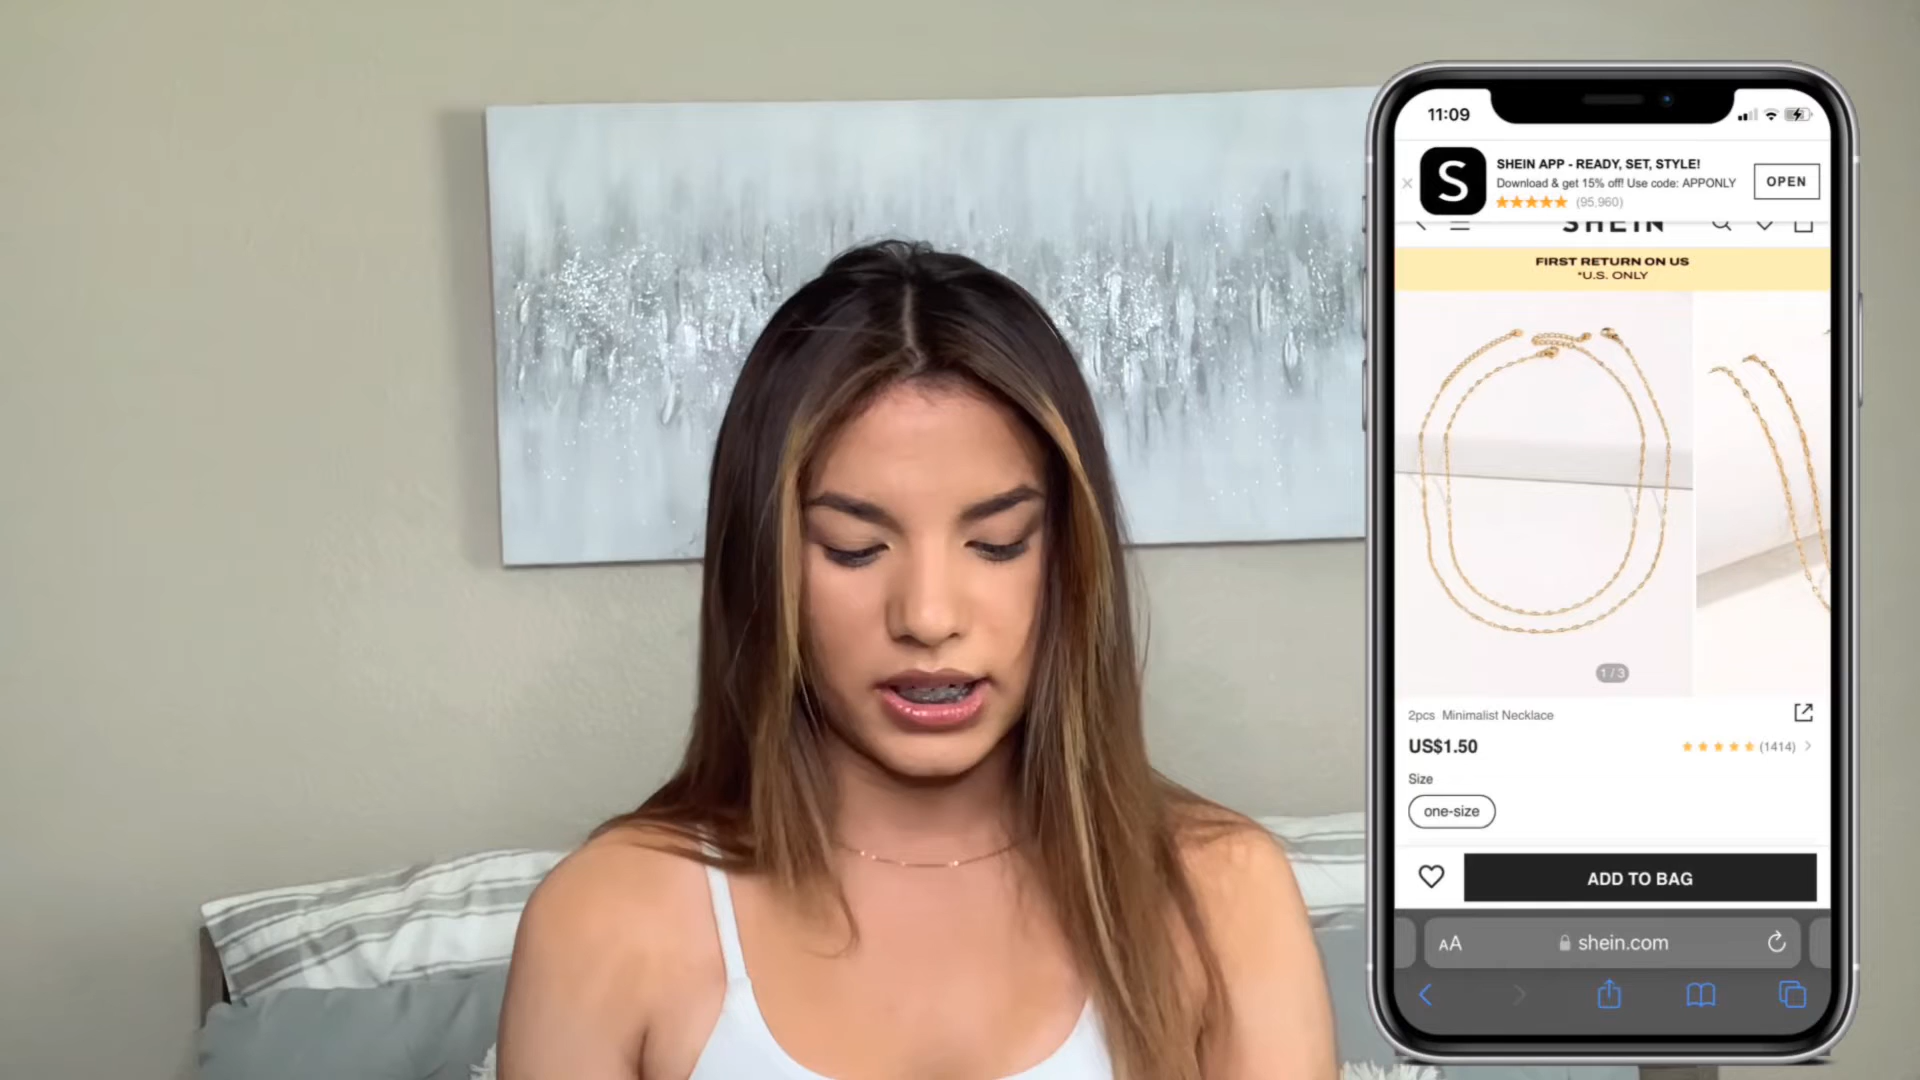 11:09
SHEIN APP - READY, SET, STYLE!
Download & get 15% off! Use code: APPONLY
(95,960)
OPEN
S
SHEIN
FIRST RETURN ON US
*U.S. ONLY
1 / 3
2pcs Minimalist Necklace
US$1.50
(1414)
Size
one-size
ADD TO BAG
AA
shein.com